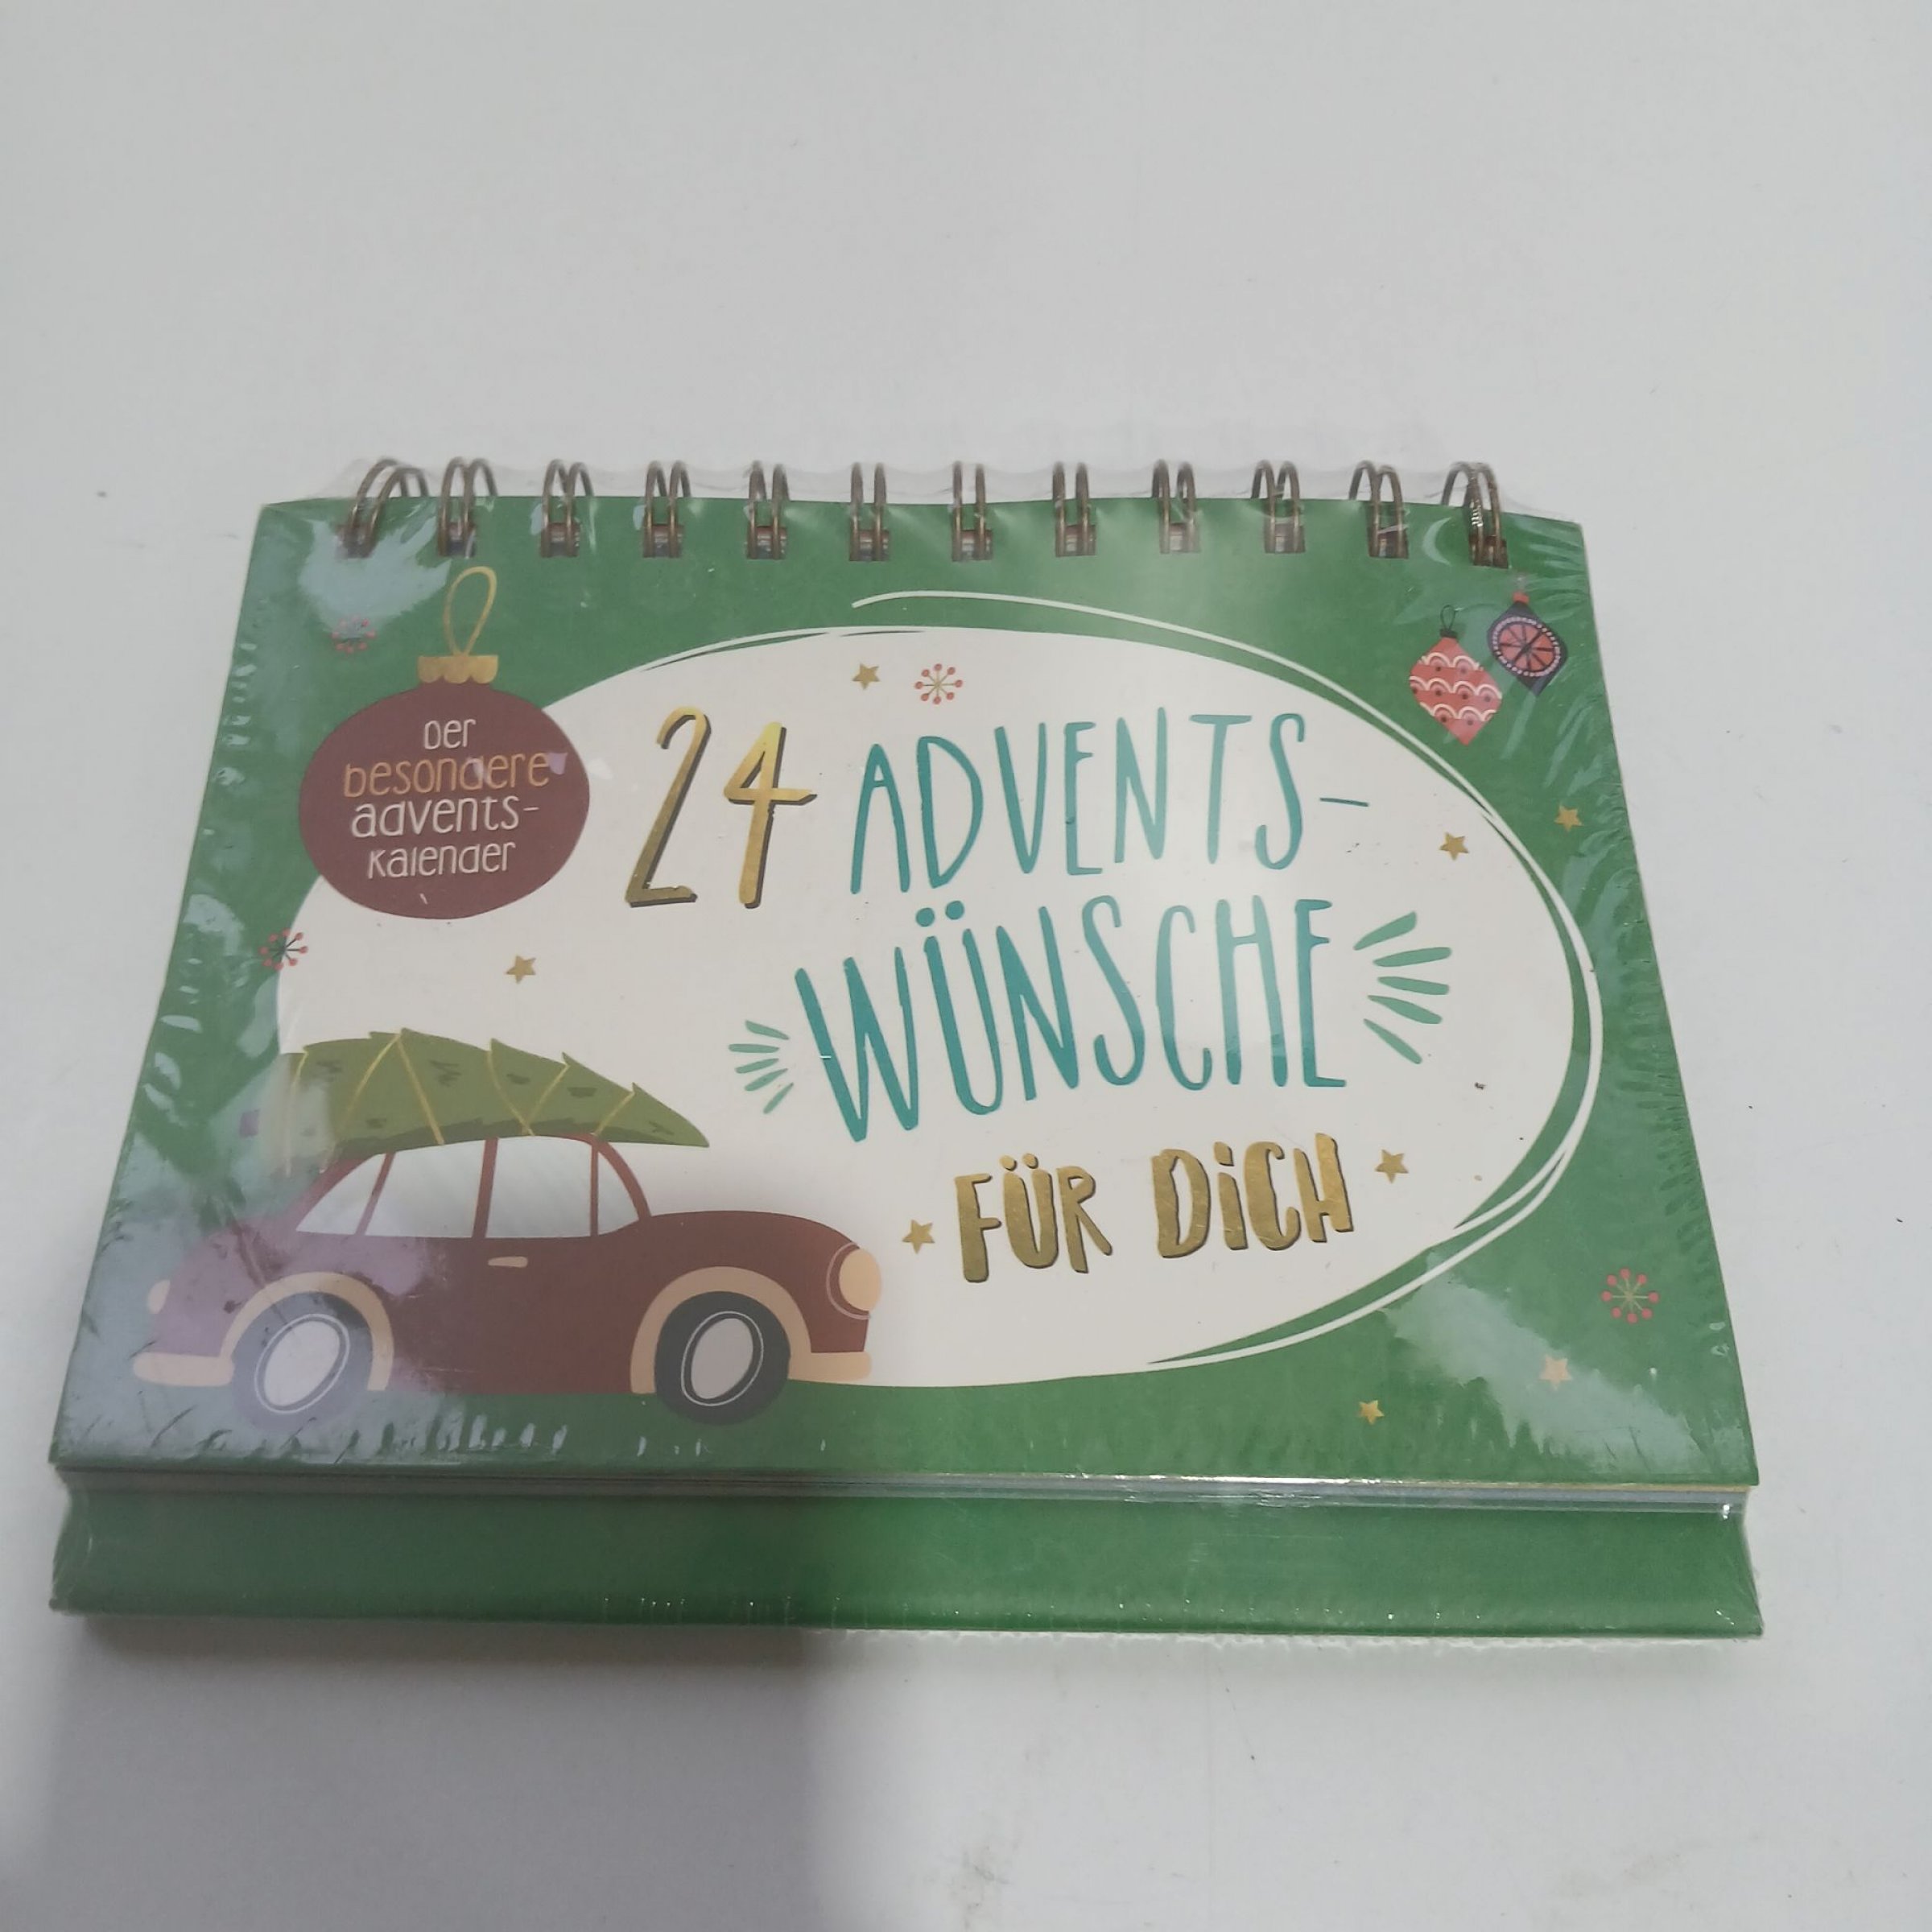 Der
besondere
advents-
kalender
24 ADVENTS-
WÜNSCHE
FÜR DiCH